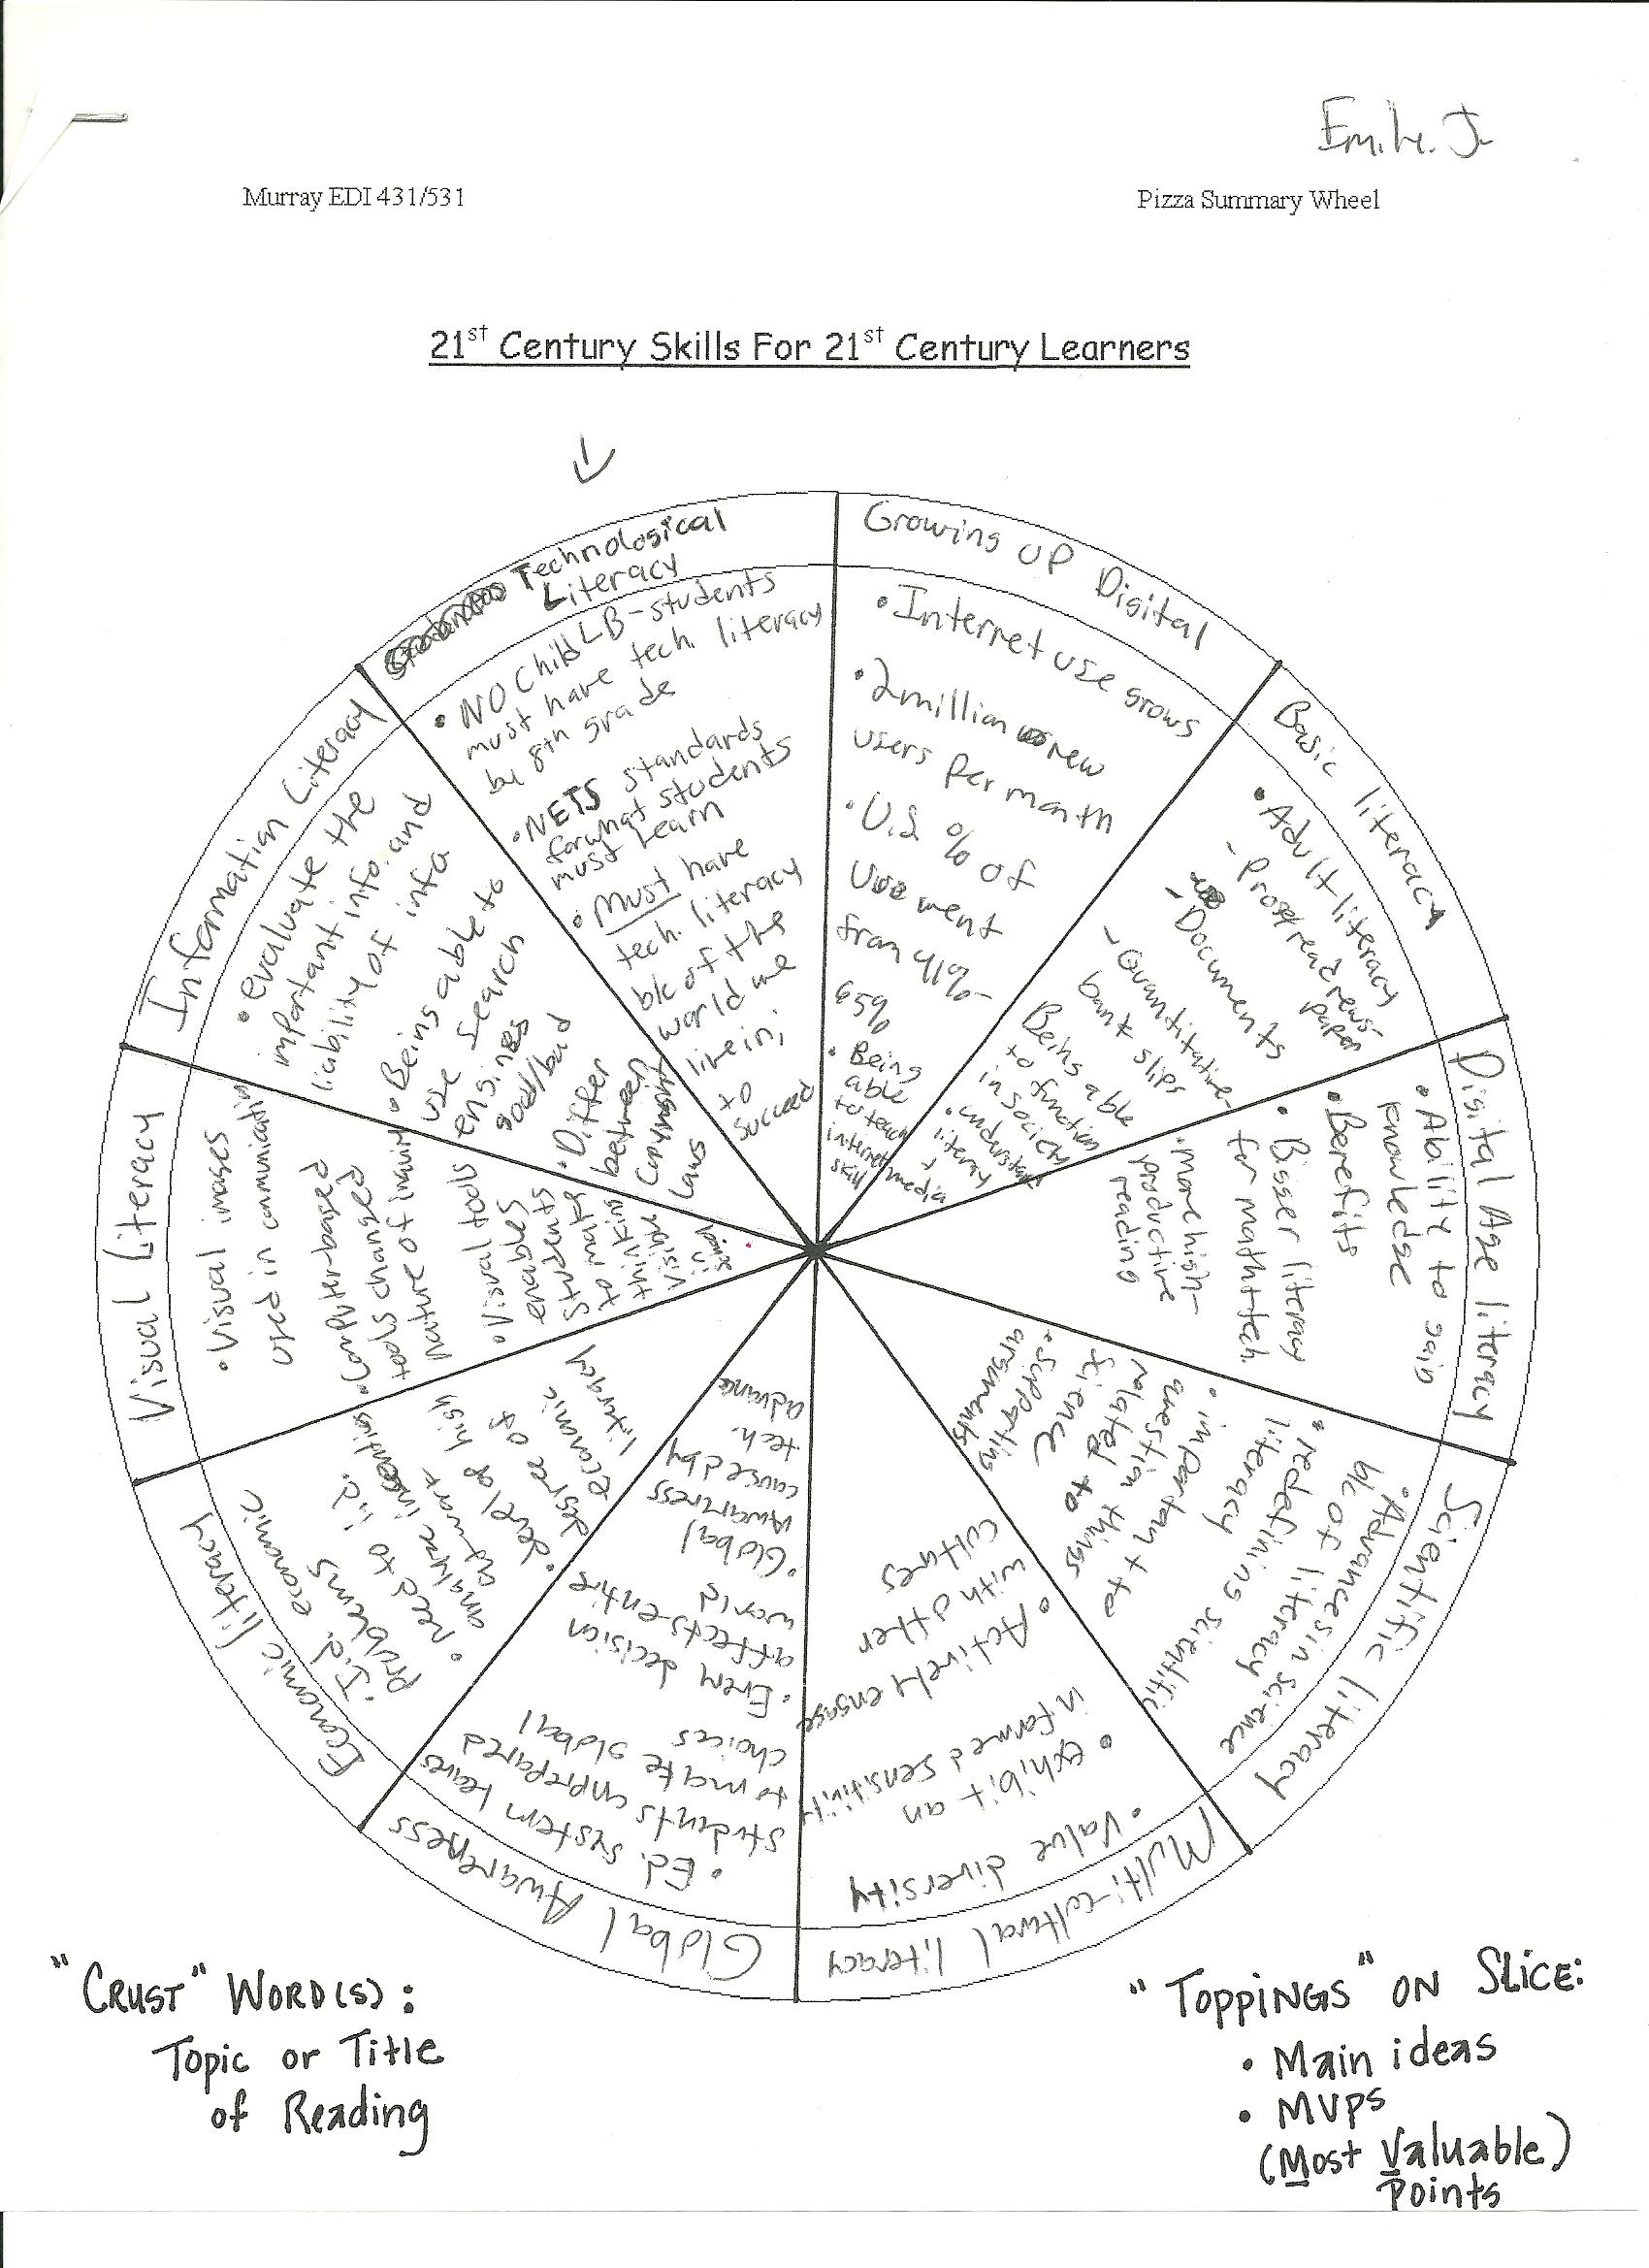 Emily J.
Murray EDI 431/531
Pizza Summary Wheel
21st Century Skills For 21st Century Learners
Growing UP Digital
• Internet use grows
• 2 million new
users per month
• U.S % of
Use went
from 41%-
65%
• Being
able
to teach
internet media
skill
Basic literacy
• Adult literacy
- Prose/read news-
paper
- Documents
- Quantitative-
bank slips
Being able
to function
in society
• understand
literacy
Digital Age literacy
• Ability to gain
knowledge
• Benefits
• Bigger literacy
for math + tech.
• more high-
productive
reading
Scientific literacy
• Advances in science
b/c of literacy
• redefining scientific
literacy
• important to
question things
related to
science
• Supporting
arguments
Multi-cultural literacy
• Value diversity
• exhibit an
informed sensitivity
• Actively engage
with other
cultures
Global Awareness
• Ed. system leaves
students unprepared
to make global
choices
• Every decision
affects entire
world
• Global
Awarness
caused by
tech.
advance
Economic literacy
• I.d. economic
problems
• need to i.d.
analyze incentives
develop high
degree of
economic
literacy
Visual Literacy
• Visual images
used in communication
• Computer-based
tools changed
nature of inquiry
• Visual tools
enables
students
to make
thinking
visible
Information Literacy
• evaluate the
important info. and
liability of info
• Being able to
use search
engines
good/bad
• Differ
between
Copyright
laws
Technological
Literacy
• NO Child LB-students
must have tech. literacy
by 8th grade
• NETS standards
for what students
must learn
• Must have
tech. literacy
b/c of the
world we
live in;
to
succeed
"CRUST" WORD(S):
Topic or Title
of Reading
"TOPPINGS" ON SLICE:
• Main ideas
• MVPs
(Most Valuable)
Points